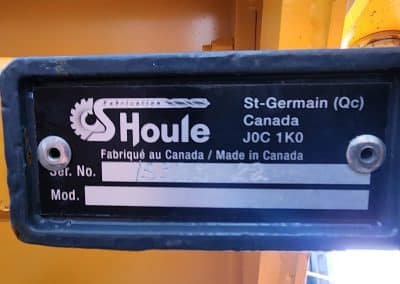 Fabrication
S Houle
St-Germain (Qc)
Canada
J0C 1K0
Fabriqué au Canada / Made in Canada
Ser. No.
Mod.